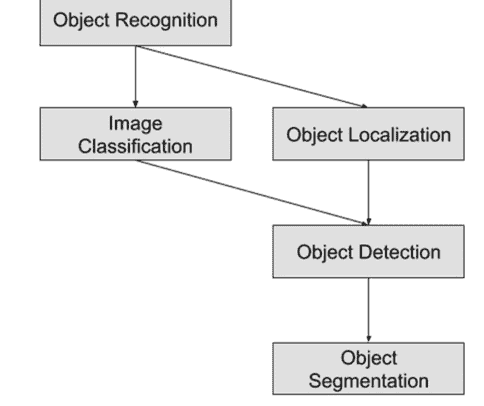 Object Recognition
Image
Classification
Object Localization
Object Detection
Object
Segmentation